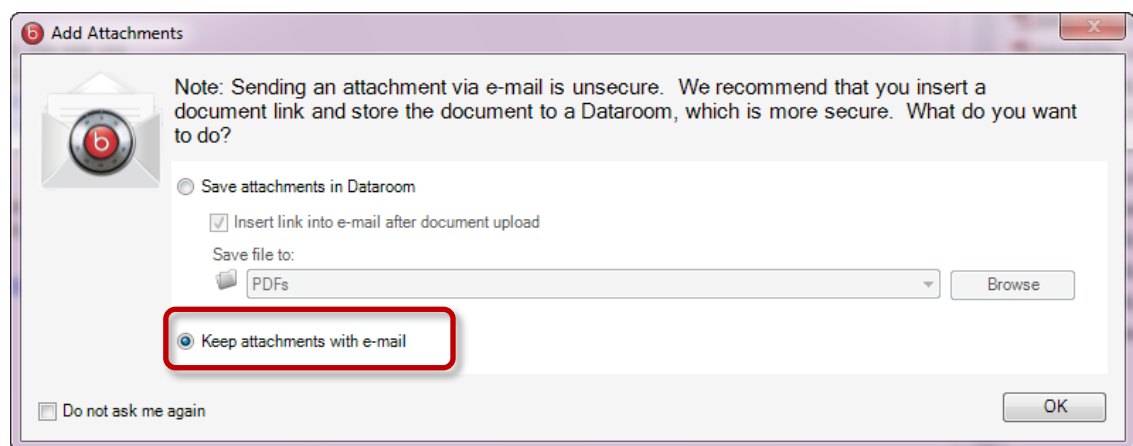 Add Attachments
Note: Sending an attachment via e-mail is unsecure. We recommend that you insert a
document link and store the document to a Dataroom, which is more secure. What do you want
to do?
Save attachments in Dataroom
Insert link into e-mail after document upload
Save file to:
PDFs
Browse
Keep attachments with e-mail
Do not ask me again
OK